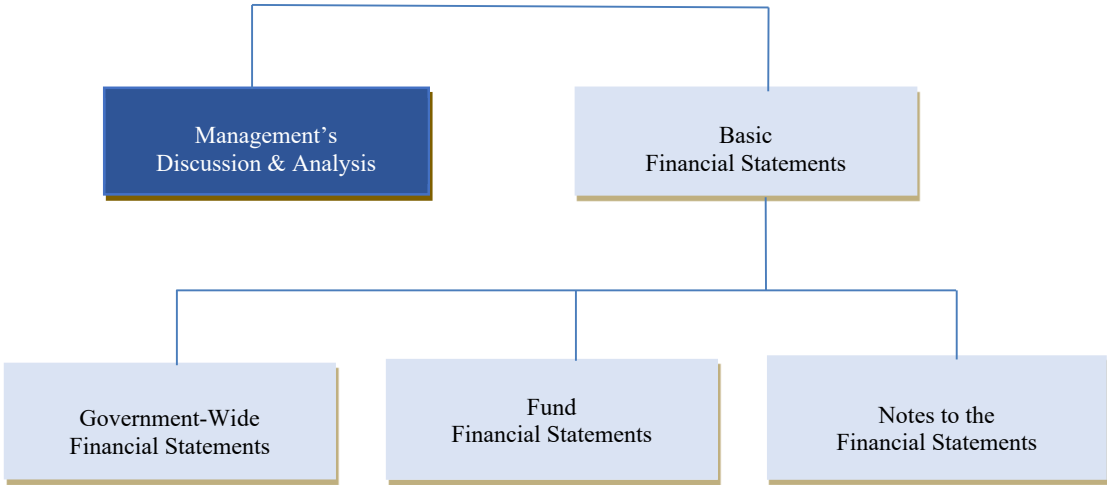 Management’s
Discussion & Analysis
Basic
Financial Statements
Government-Wide
Financial Statements
Fund
Financial Statements
Notes to the
Financial Statements